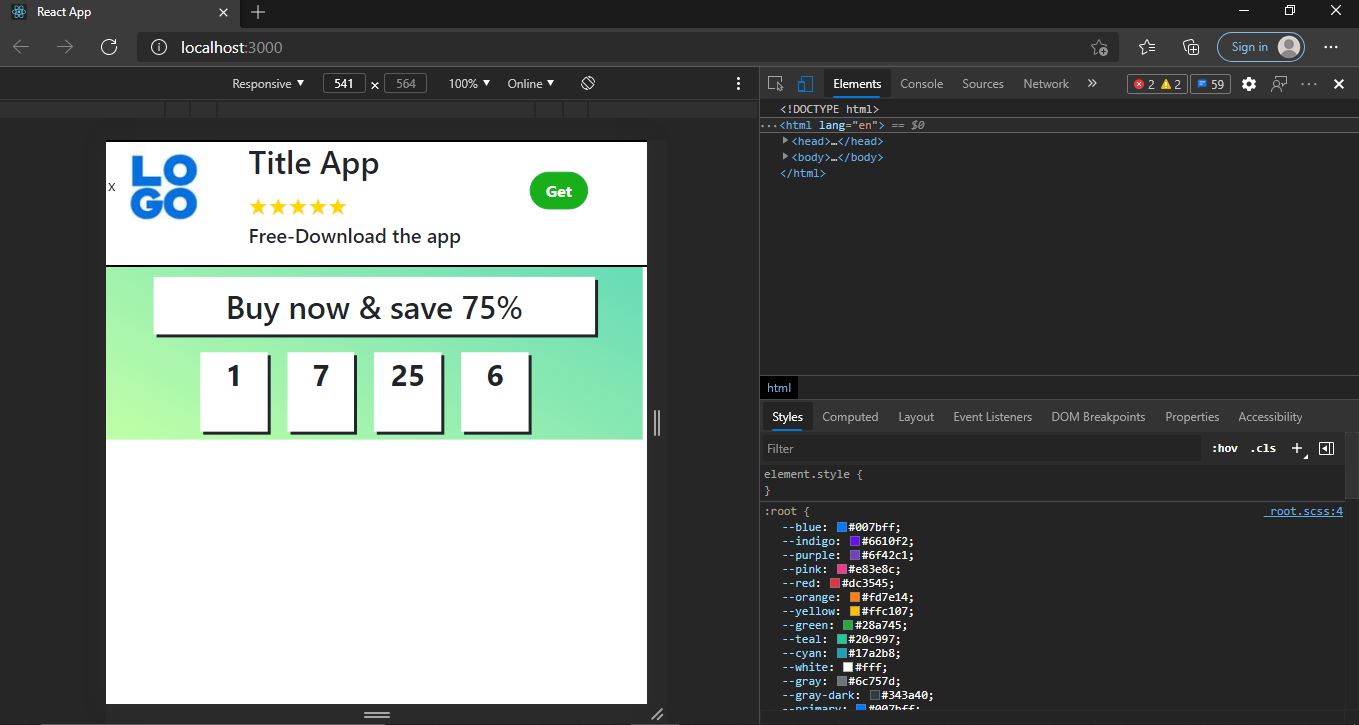 React App
localhost:3000
Sign in
Responsive 541 x 564 100% Online
Elements Console Sources Network 2 2 59
<!DOCTYPE html>
<html lang="en"> == $0
<head>…</head>
<body>…</body>
</html>
LOGO
X
Title App
★★★★★
Free-Download the app
Get
Buy now & save 75%
1 7 25 6
html
Styles Computed Layout Event Listeners DOM Breakpoints Properties Accessibility
Filter :hov .cls +
element.style {
}
:root { _root.scss:4
--blue: #007bff;
--indigo: #6610f2;
--purple: #6f42c1;
--pink: #e83e8c;
--red: #dc3545;
--orange: #fd7e14;
--yellow: #ffc107;
--green: #28a745;
--teal: #20c997;
--cyan: #17a2b8;
--white: #fff;
--gray: #6c757d;
--gray-dark: #343a40;
--primary: #007bff;